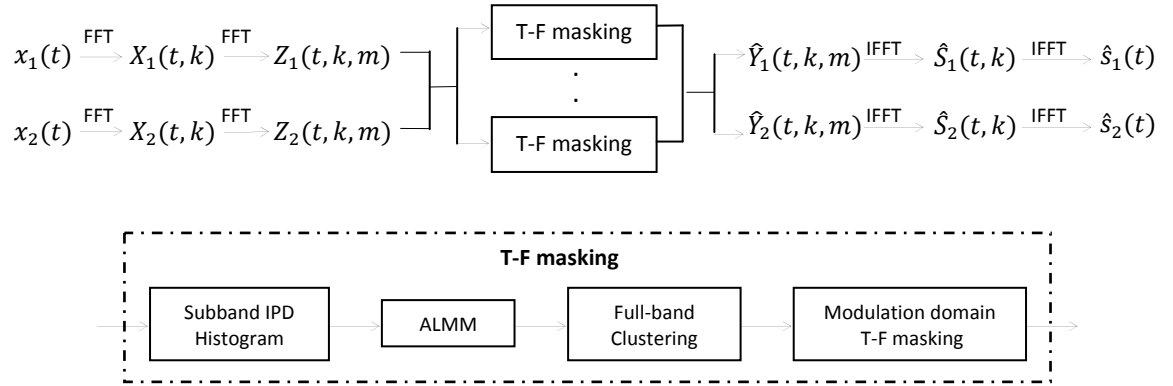 T-F masking
FFT FFT IFFT IFFT
x₁(t) X₁(t, k) Z₁(t, k, m) Ŷ₁(t, k, m) Ŝ₁(t, k) ŝ₁(t)
.
.
FFT FFT IFFT IFFT
x₂(t) X₂(t, k) Z₂(t, k, m) Ŷ₂(t, k, m) Ŝ₂(t, k) ŝ₂(t)
T-F masking
T-F masking
Subband IPD
Histogram
ALMM
Full-band
Clustering
Modulation domain
T-F masking